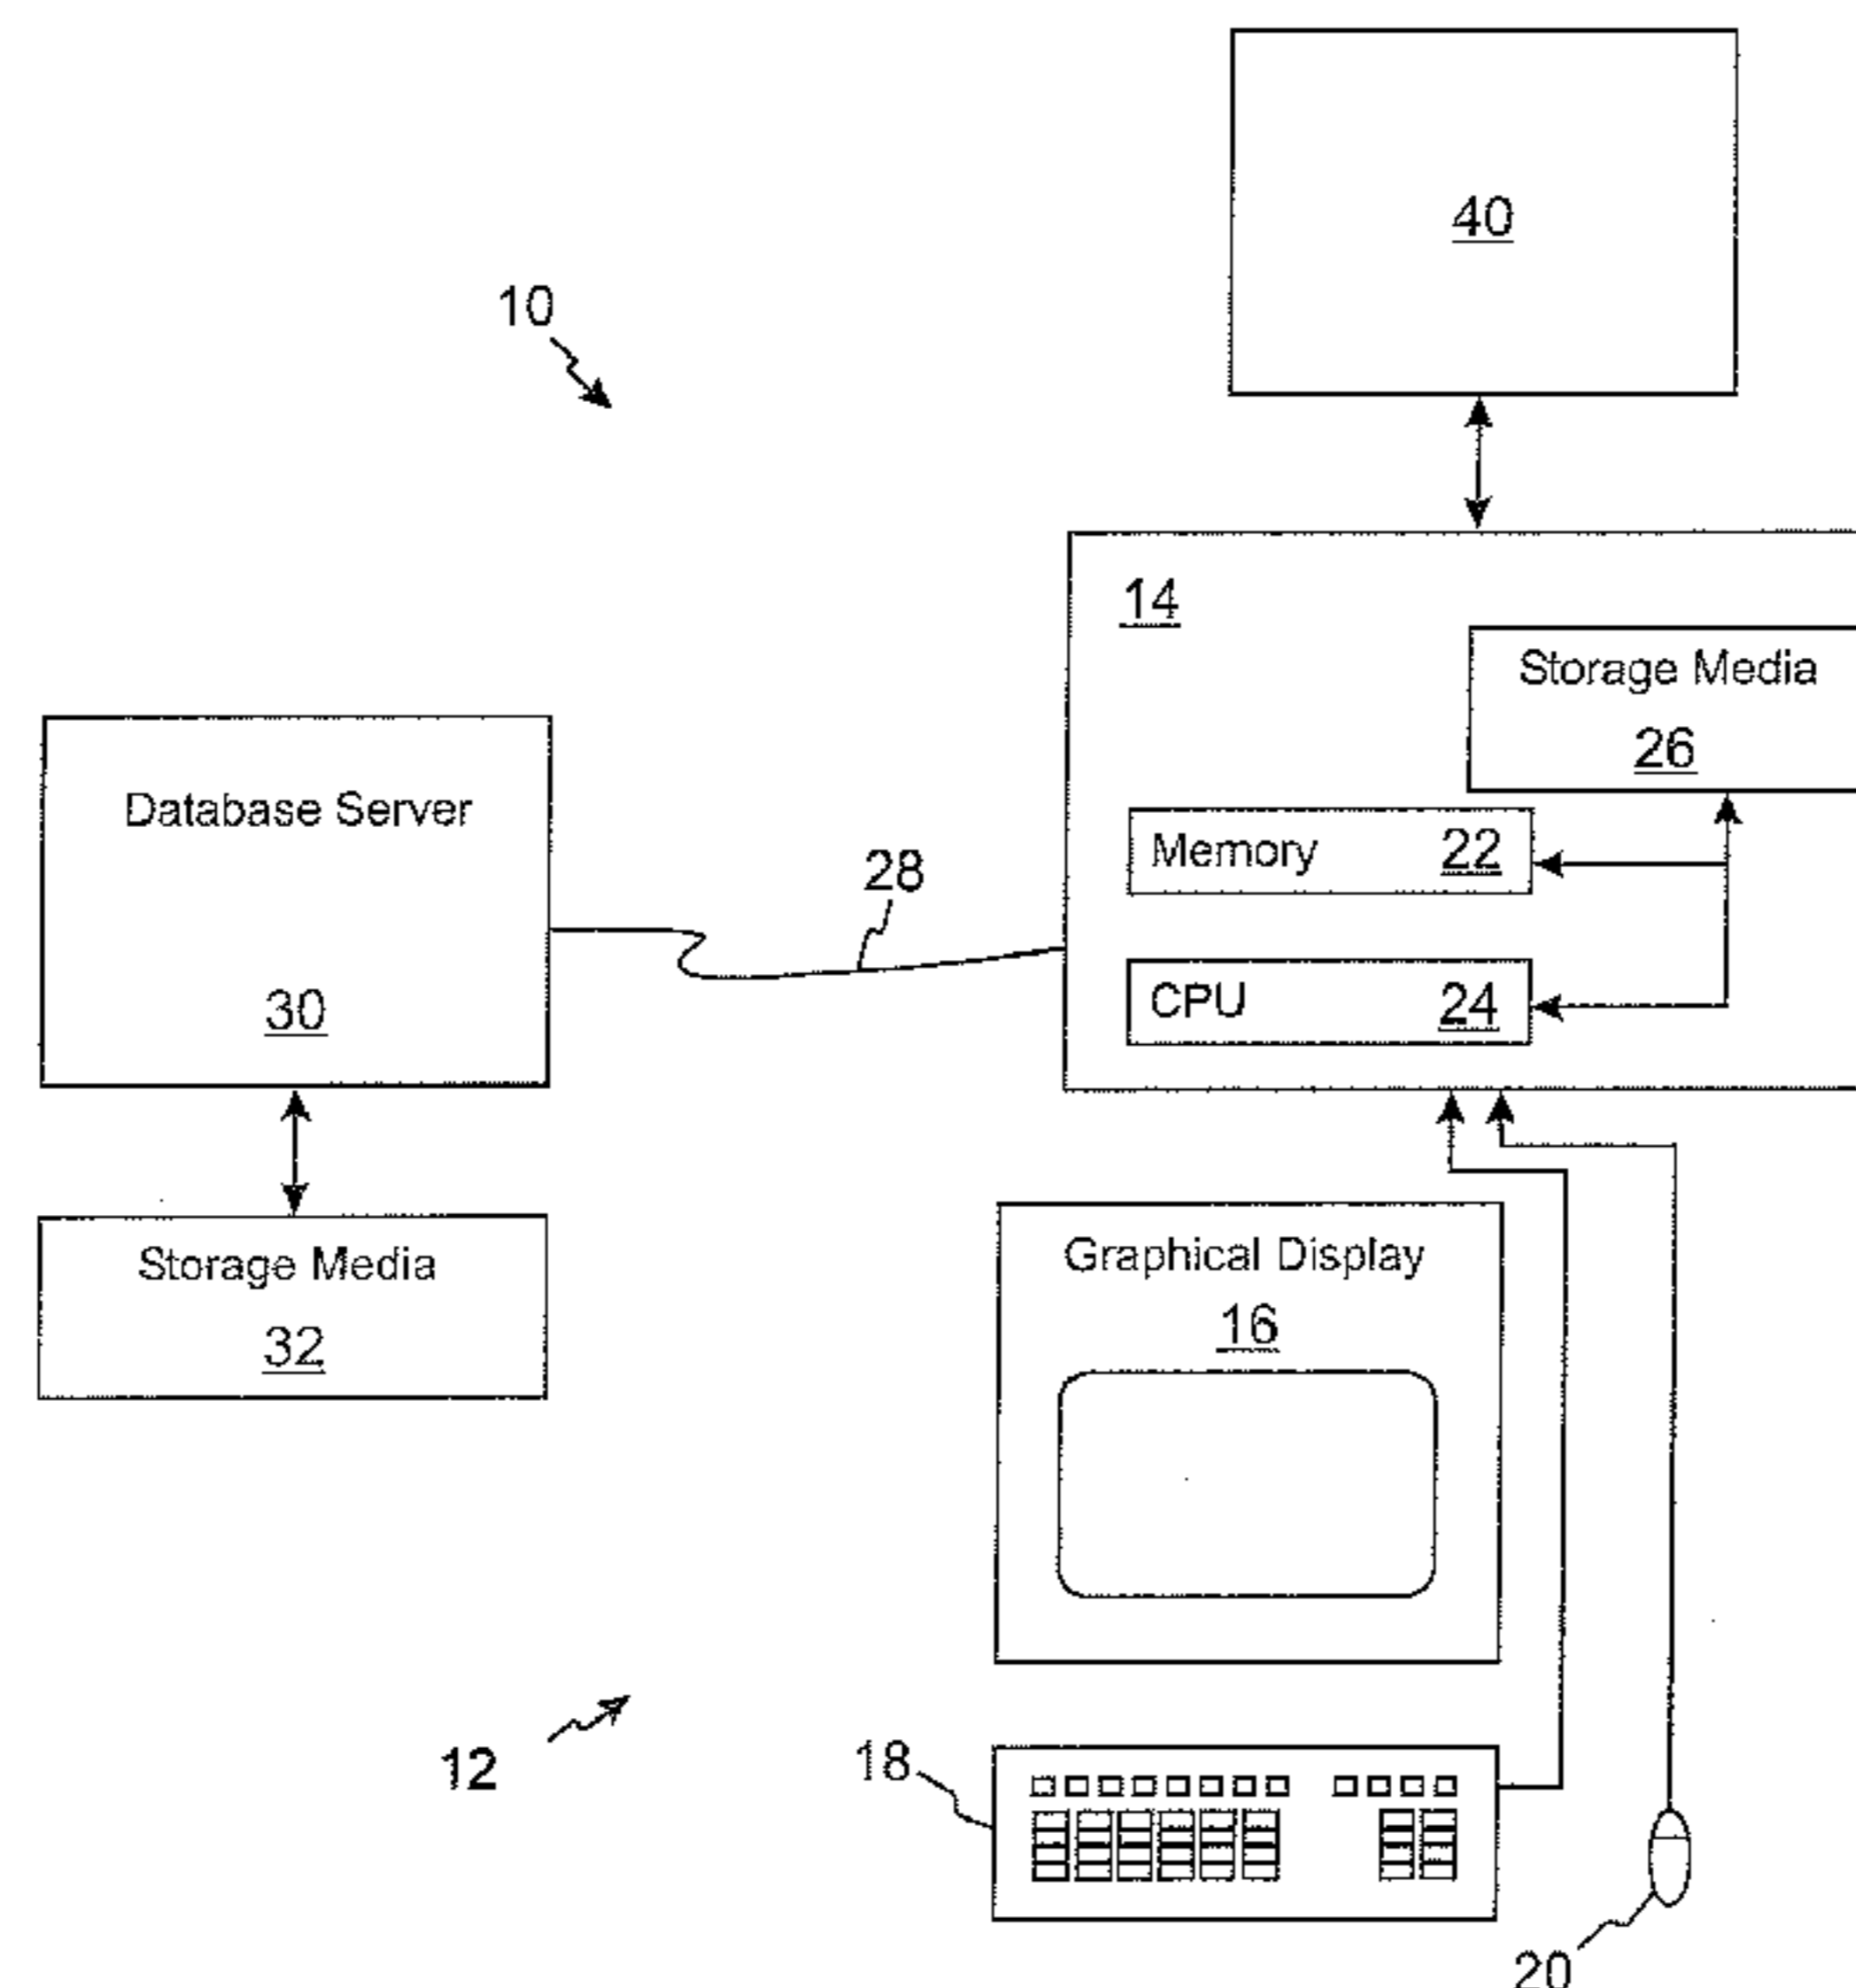 40
10
14
Storage Media
26
Database Server
Memory 22
28
CPU 24
30
Graphical Display
Storage Media
16
32
18
12
20